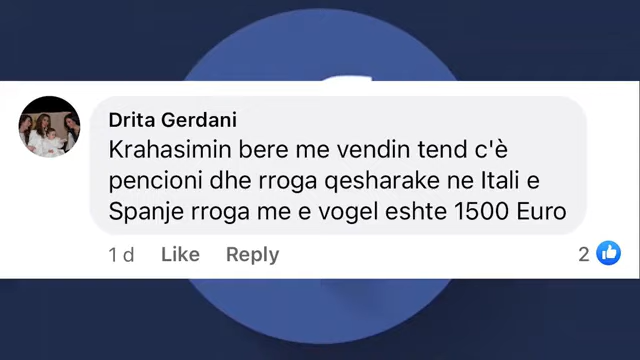 Drita Gerdani
Krahasimin bere me vendin tend c'è
pencioni dhe rroga qesharake ne Itali e
Spanje rroga me e vogel eshte 1500 Euro
1 d Like Reply 2